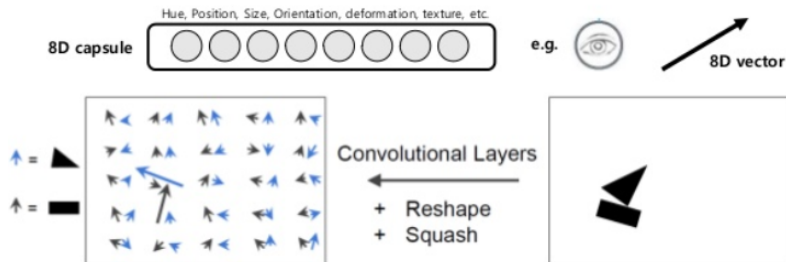 Hue, Position, Size, Orientation, deformation, texture, etc.
8D capsule
e.g.
8D vector
=
=
Convolutional Layers
+ Reshape
+ Squash